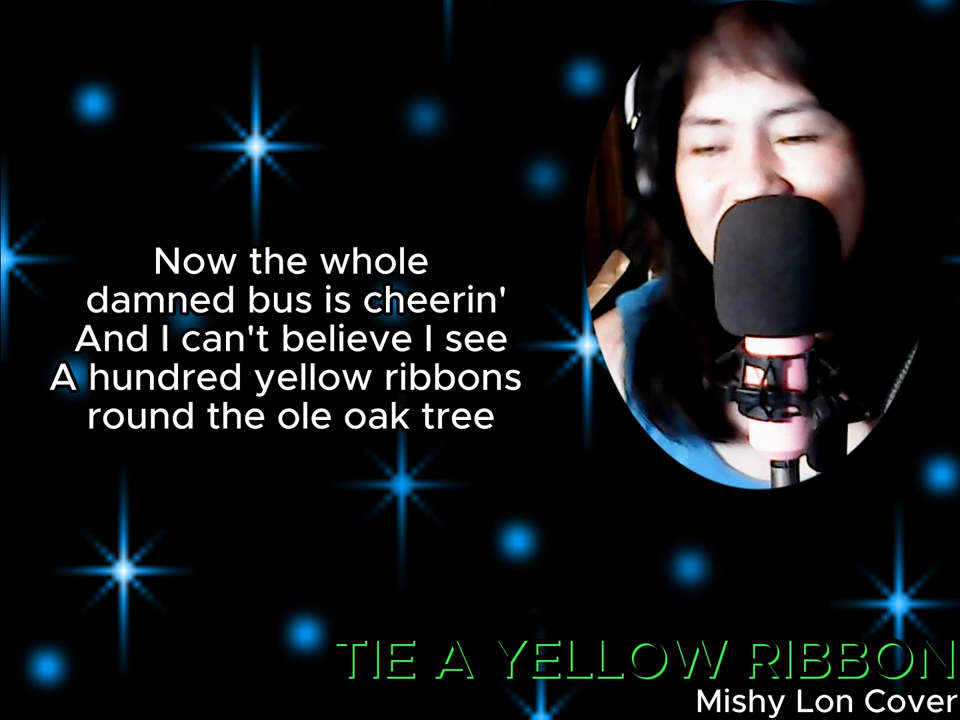 Now the whole
damned bus is cheerin'
And I can't believe I see
A hundred yellow ribbons
round the ole oak tree
TIE A YELLOW RIBBON
Mishy Lon Cover